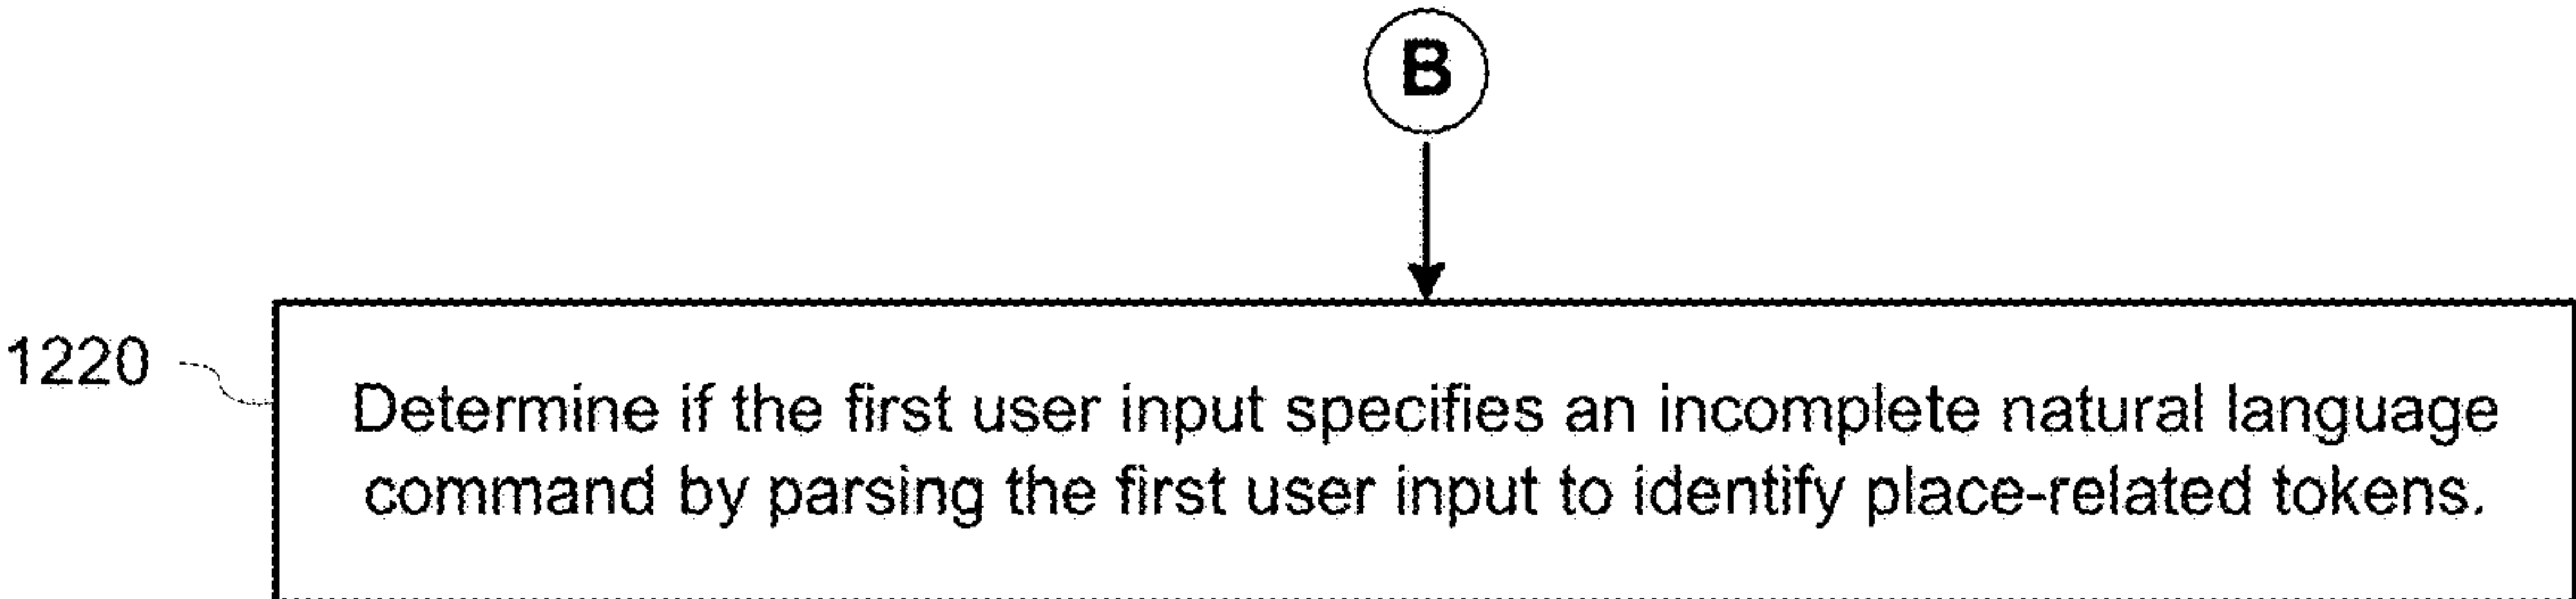 B
1220
Determine if the first user input specifies an incomplete natural language
command by parsing the first user input to identify place-related tokens.